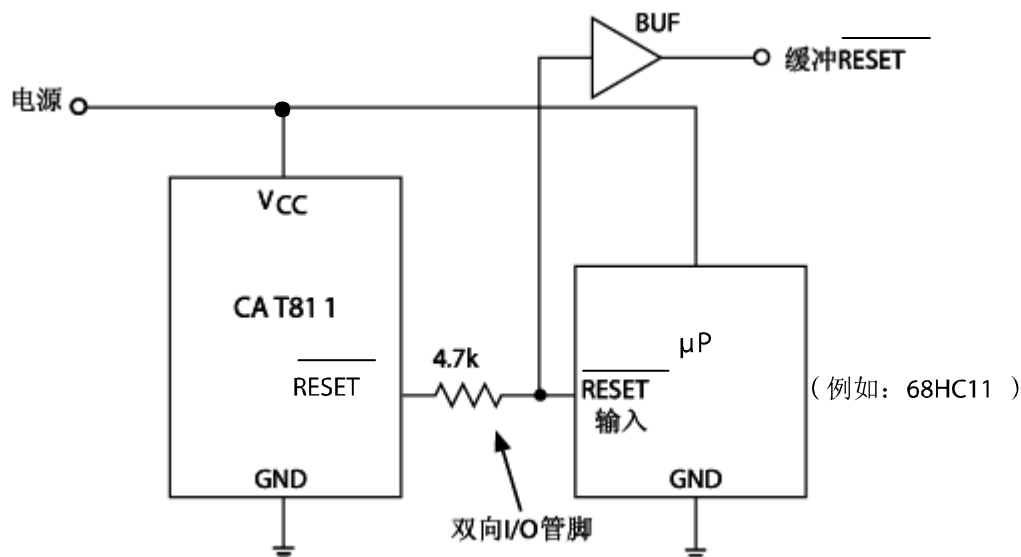 BUF
缓冲RESET
电源
VCC
CAT811
RESET
4.7k
μP
RESET
输入
（例如：68HC11 ）
GND
GND
双向I/O管脚